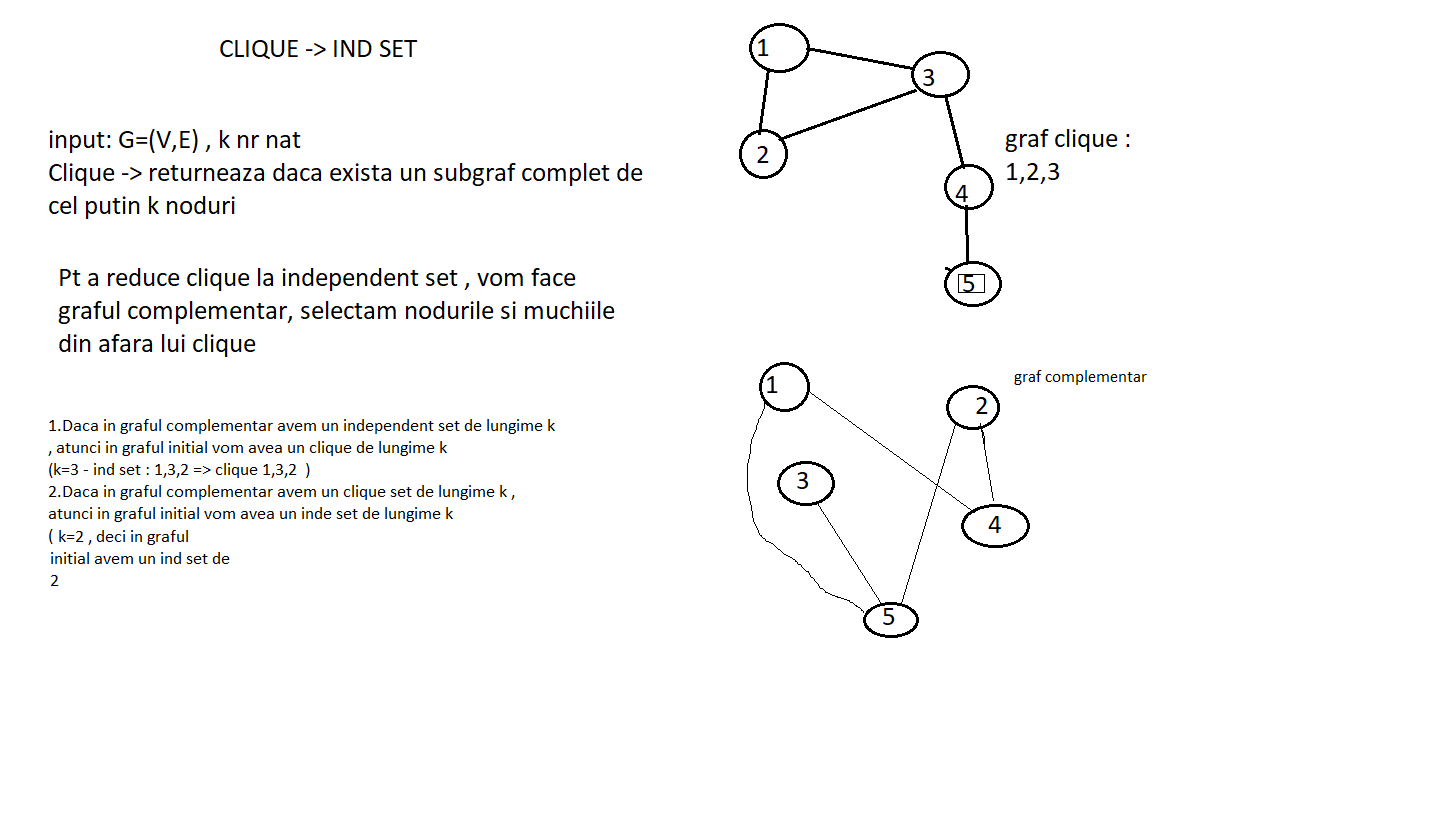 CLIQUE -> IND SET
input: G=(V,E) , k nr nat
Clique -> returneaza daca exista un subgraf complet de
cel putin k noduri
Pt a reduce clique la independent set , vom face
graful complementar, selectam nodurile si muchiile
din afara lui clique
1.Daca in graful complementar avem un independent set de lungime k
, atunci in graful initial vom avea un clique de lungime k
(k=3 - ind set : 1,3,2 => clique 1,3,2 )
2.Daca in graful complementar avem un clique set de lungime k ,
atunci in graful initial vom avea un inde set de lungime k
( k=2 , deci in graful
initial avem un ind set de
2
1
3
2
4
5
graf clique :
1,2,3
graf complementar
1
2
3
4
5